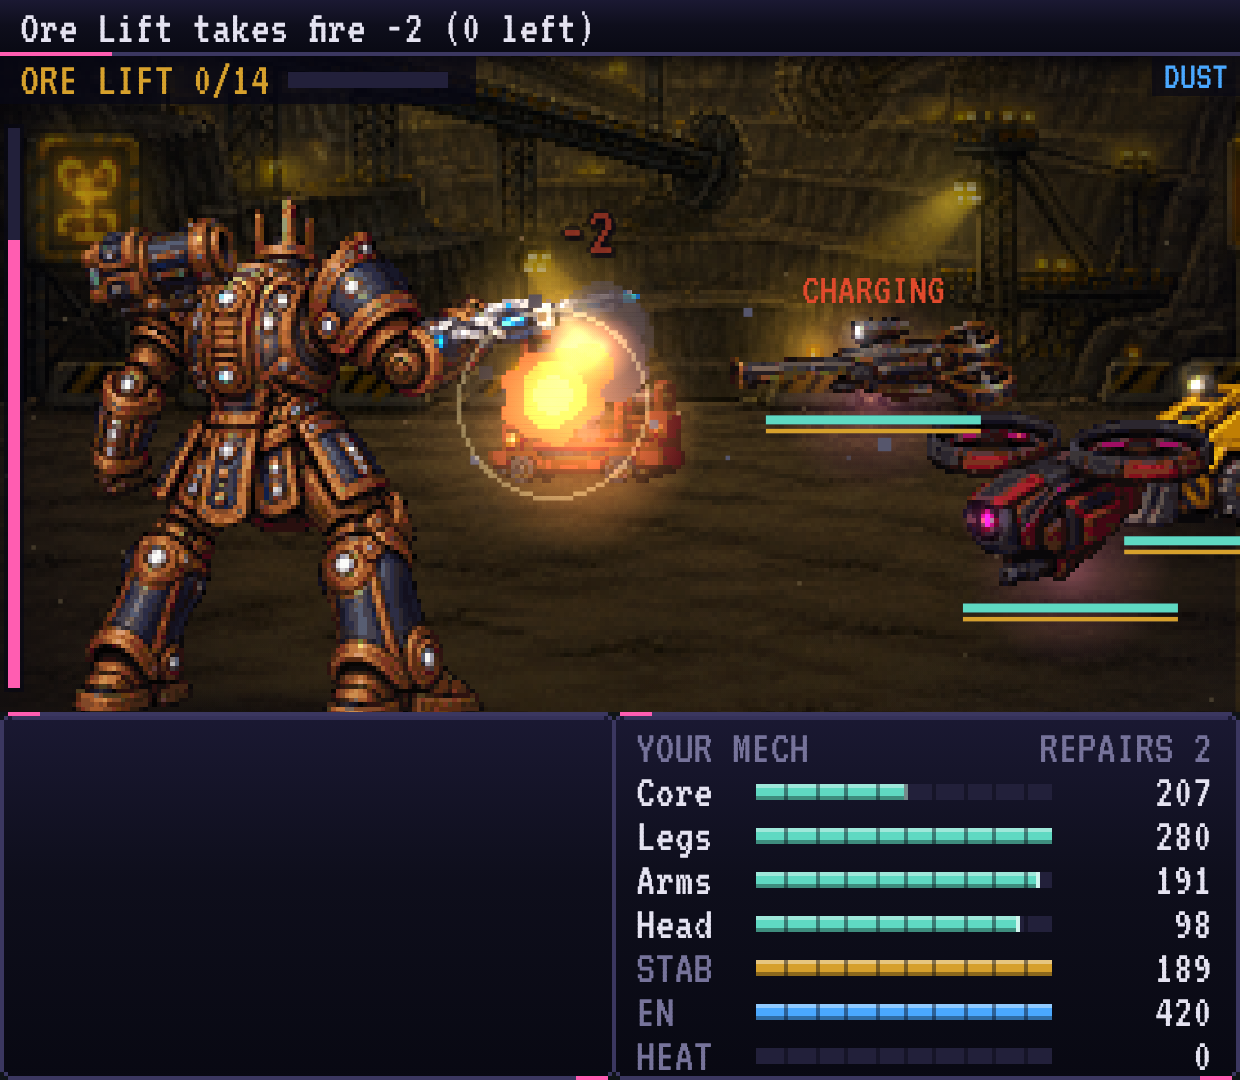 Ore Lift takes fire -2 (0 left)
ORE LIFT 0/14
DUST
-2
CHARGING
YOUR MECH REPAIRS 2
Core 207
Legs 280
Arms 191
Head 98
STAB 189
EN 420
HEAT 0